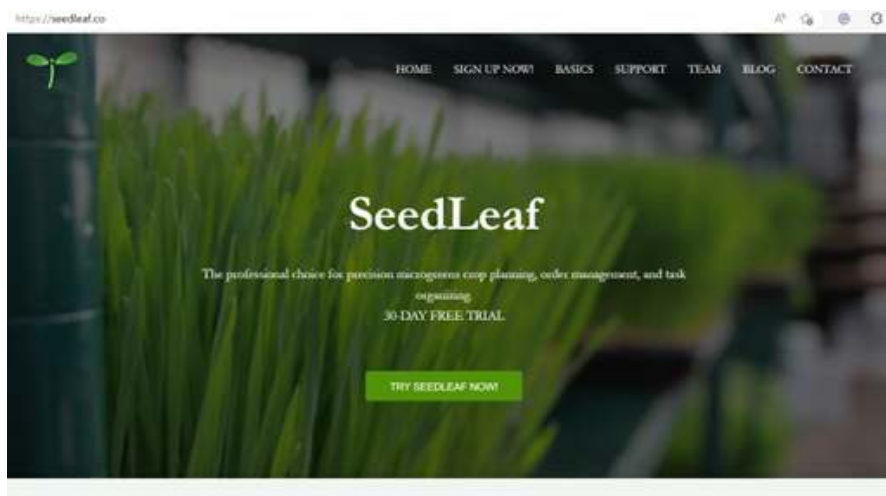 https://seedleaf.co
HOME SIGN UP NOW! BASICS SUPPORT TEAM BLOG CONTACT
SeedLeaf
The professional choice for precision microgreens crop planning, order management, and task
organizing.
30-DAY FREE TRIAL
TRY SEEDLEAF NOW!